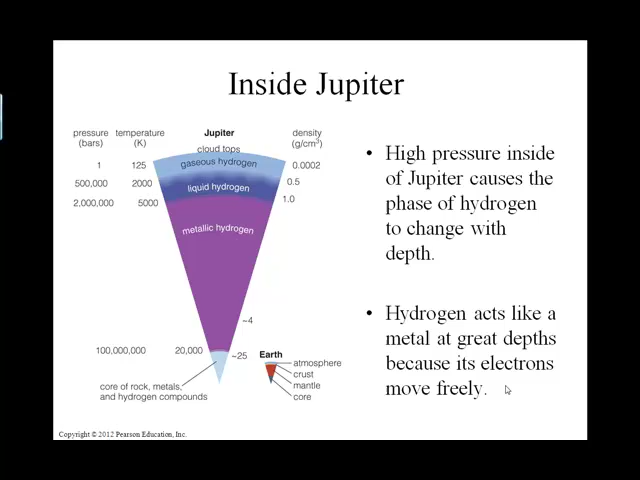 Inside Jupiter
pressure temperature Jupiter density
(bars) (K) (g/cm³)
cloud tops
1 125 gaseous hydrogen 0.0002
500,000 2000 liquid hydrogen 0.5
2,000,000 5000 1.0
metallic hydrogen
~4
100,000,000 20,000 ~25
core of rock, metals,
and hydrogen compounds
Earth
atmosphere
crust
mantle
core
• High pressure inside
of Jupiter causes the
phase of hydrogen
to change with
depth.
• Hydrogen acts like a
metal at great depths
because its electrons
move freely.
Copyright © 2012 Pearson Education, Inc.